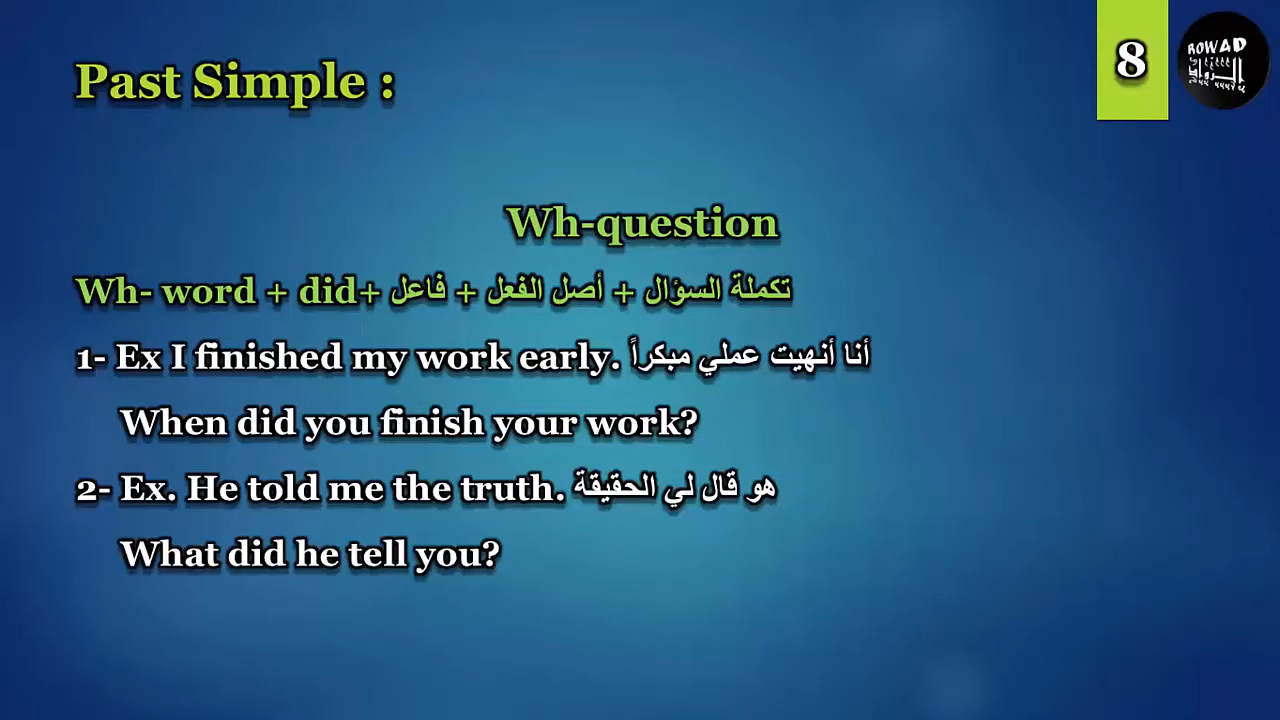 Past Simple :
8
ROWAD
الرواد
Wh-question
Wh- word + did+ فاعل + أصل الفعل + تكملة السؤال
1- Ex I finished my work early. أنا أنهيت عملي مبكراً
When did you finish your work?
2- Ex. He told me the truth. هو قال لي الحقيقة
What did he tell you?